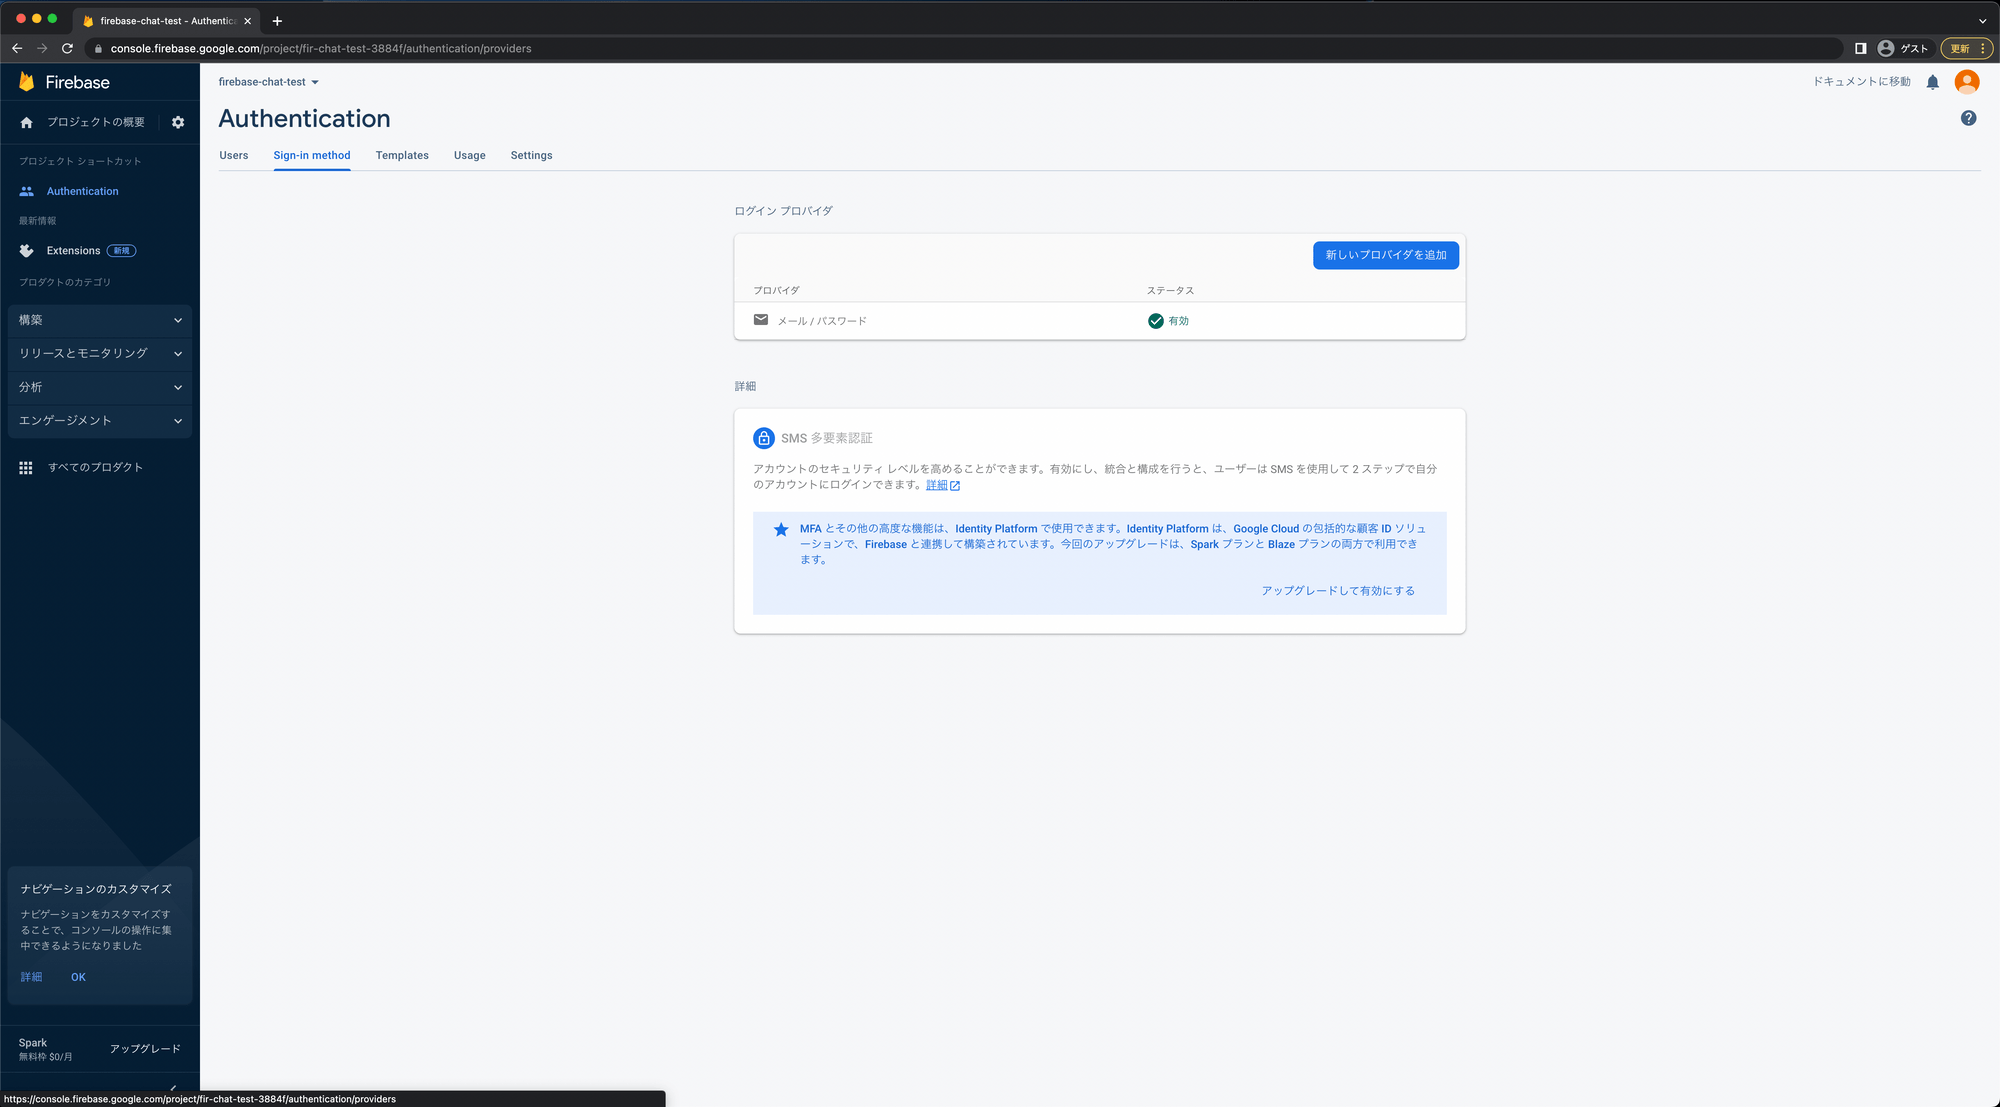 firebase-chat-test - Authentica
console.firebase.google.com/project/fir-chat-test-3884f/authentication/providers
ゲスト
更新
Firebase
プロジェクトの概要
プロジェクト ショートカット
Authentication
最新情報
Extensions 新規
プロダクトのカテゴリ
構築
リリースとモニタリング
分析
エンゲージメント
すべてのプロダクト
ナビゲーションのカスタマイズ
ナビゲーションをカスタマイズす
ることで、コンソールの操作に集
中できるようになりました
詳細 OK
Spark
無料枠 $0/月
アップグレード
firebase-chat-test
ドキュメントに移動
Authentication
Users Sign-in method Templates Usage Settings
ログイン プロバイダ
新しいプロバイダを追加
プロバイダ ステータス
メール / パスワード 有効
詳細
SMS 多要素認証
アカウントのセキュリティ レベルを高めることができます。有効にし、統合と構成を行うと、ユーザーは SMS を使用して 2 ステップで自分
のアカウントにログインできます。詳細
MFA とその他の高度な機能は、Identity Platform で使用できます。Identity Platform は、Google Cloud の包括的な顧客 ID ソリュ
ーションで、Firebase と連携して構築されています。今回のアップグレードは、Spark プランと Blaze プランの両方で利用でき
ます。
アップグレードして有効にする
https://console.firebase.google.com/project/fir-chat-test-3884f/authentication/providers